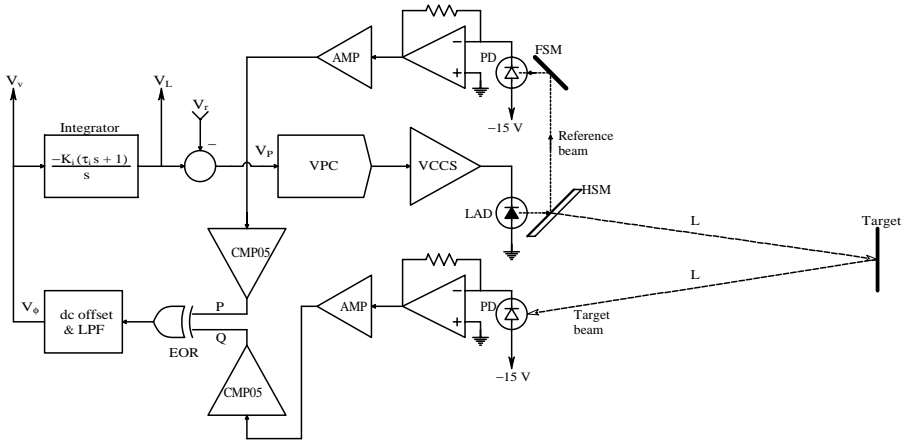 AMP
PD
−
+
−15 V
FSM
V_v
V_L
V_r
Integrator
−K_i (τ_i s + 1)
s
−
V_P
VPC
VCCS
Reference
beam
HSM
LAD
L
Target
CMP05
L
V_ϕ
dc offset
& LPF
P
Q
EOR
AMP
PD
−
+
Target
beam
−15 V
CMP05